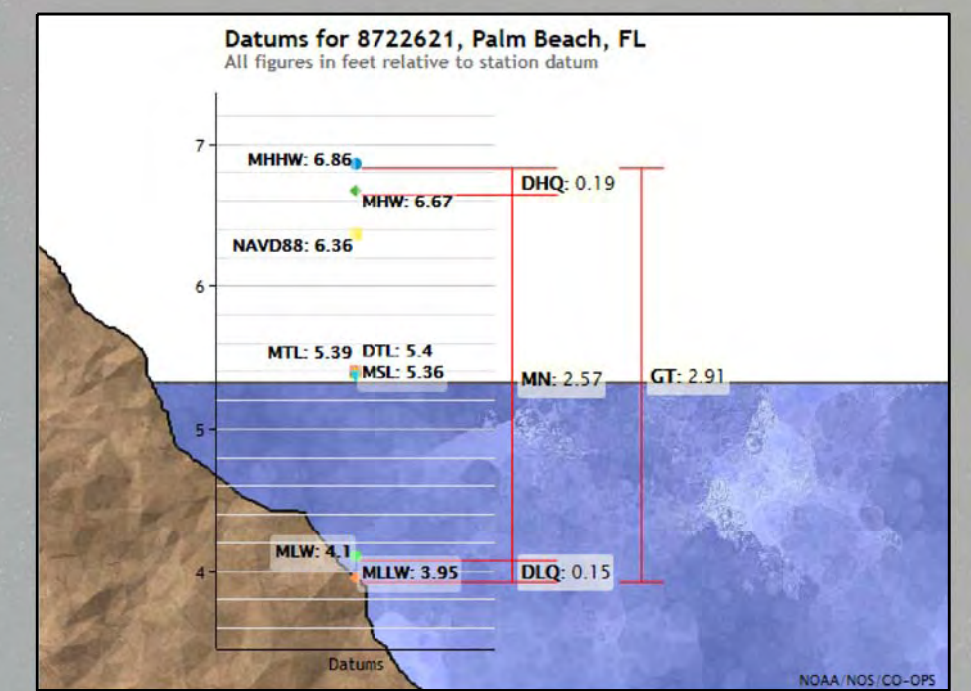 Datums for 8722621, Palm Beach, FL
All figures in feet relative to station datum
7
MHHW: 6.86
DHQ: 0.19
MHW: 6.67
NAVD88: 6.36
6
MTL: 5.39 DTL: 5.4
MSL: 5.36
MN: 2.57
GT: 2.91
5
MLW: 4.1
4
MLLW: 3.95
DLQ: 0.15
Datums
NOAA/NOS/CO-OPS